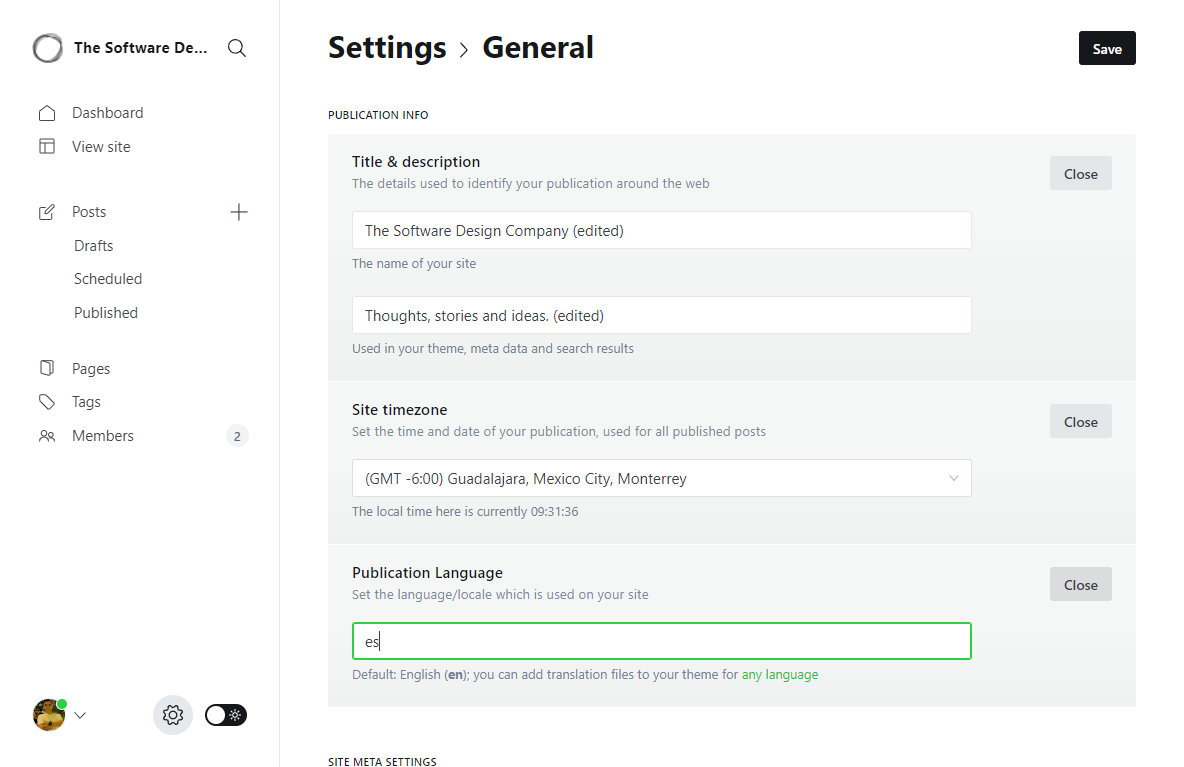 The Software De...
Dashboard
View site
Posts
Drafts
Scheduled
Published
Pages
Tags
Members
2
Settings
General
Save
PUBLICATION INFO
Title & description
The details used to identify your publication around the web
Close
The Software Design Company (edited)
The name of your site
Thoughts, stories and ideas. (edited)
Used in your theme, meta data and search results
Site timezone
Set the time and date of your publication, used for all published posts
Close
(GMT -6:00) Guadalajara, Mexico City, Monterrey
The local time here is currently 09:31:36
Publication Language
Set the language/locale which is used on your site
Close
es
Default: English (en); you can add translation files to your theme for any language
SITE META SETTINGS